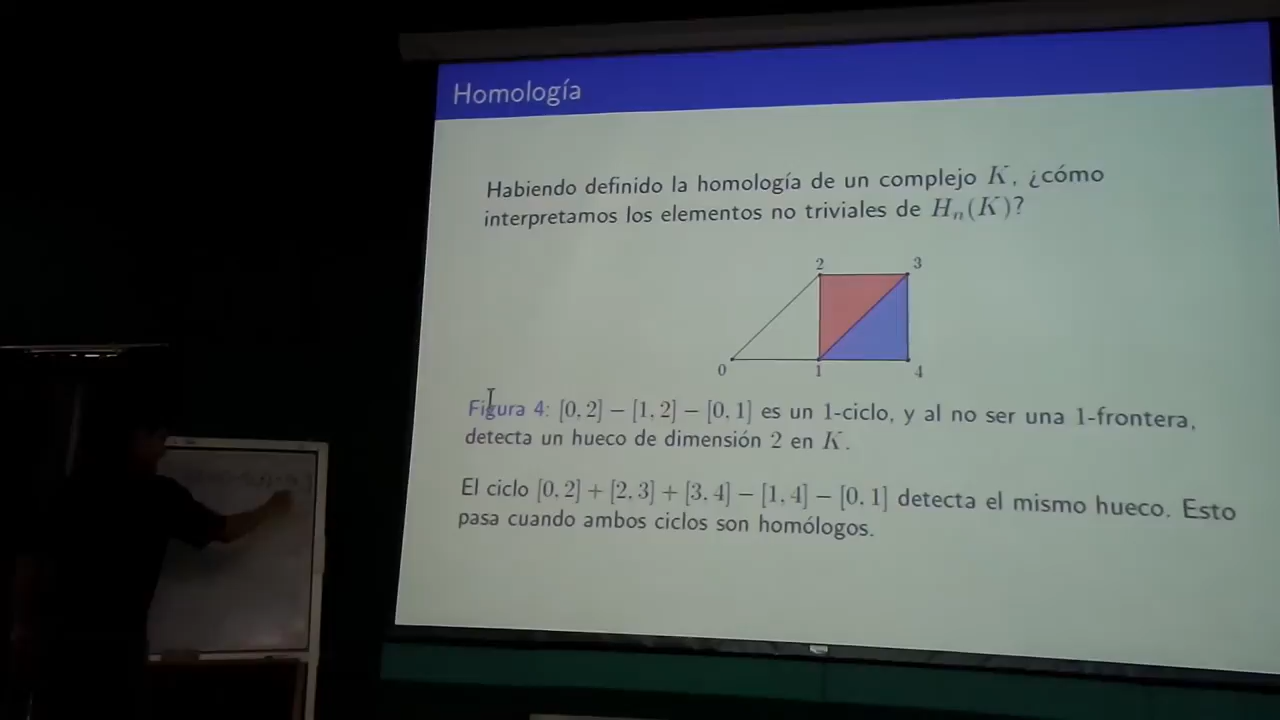 Homología
Habiendo definido la homología de un complejo K, ¿cómo
interpretamos los elementos no triviales de Hₙ(K)?
2 3
0 1 4
Figura 4: [0, 2] − [1, 2] − [0, 1] es un 1-ciclo, y al no ser una 1-frontera,
detecta un hueco de dimensión 2 en K.
El ciclo [0, 2] + [2, 3] + [3, 4] − [1, 4] − [0, 1] detecta el mismo hueco. Esto
pasa cuando ambos ciclos son homólogos.